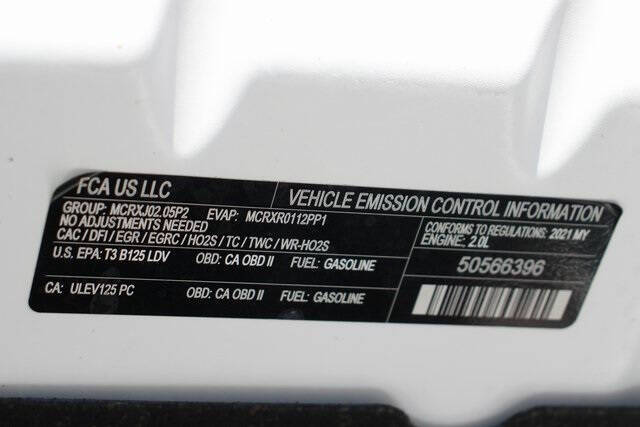 FCA US LLC
VEHICLE EMISSION CONTROL INFORMATION
GROUP: MCRXJ02.05P2 EVAP: MCRXR0112PP1
NO ADJUSTMENTS NEEDED
CAC / DFI / EGR / EGRC / HO2S / TC / TWC / WR-HO2S
CONFORMS TO REGULATIONS: 2021 MY
ENGINE: 2.0L
U.S. EPA: T3 B125 LDV OBD: CA OBD II FUEL: GASOLINE
50566396
CA: ULEV125 PC OBD: CA OBD II FUEL: GASOLINE